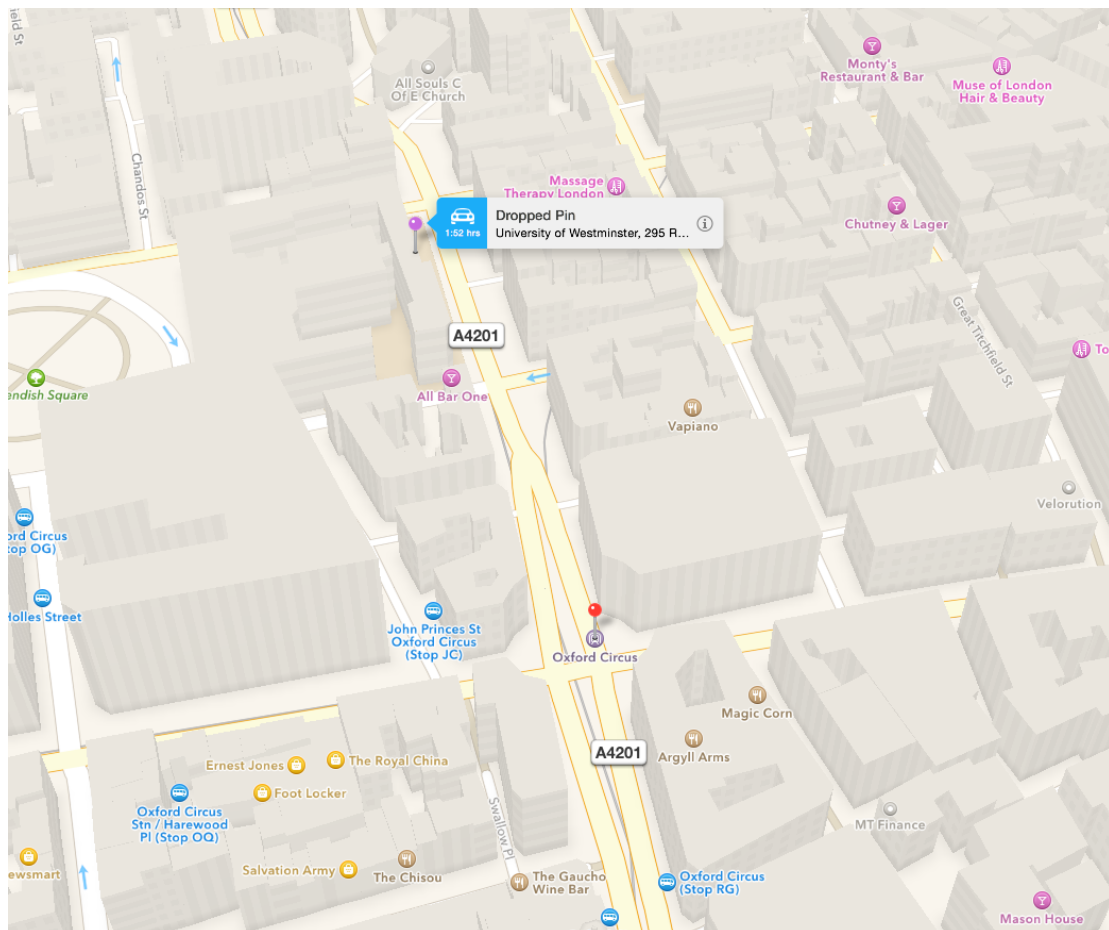 field St
All Souls C
Of E Church
Monty's
Restaurant & Bar
Muse of London
Hair & Beauty
Chandos St
Massage
Therapy London
1:52 hrs
Dropped Pin
University of Westminster, 295 R...
Chutney & Lager
Great Titchfield St
A4201
To
endish Square
All Bar One
Vapiano
Velorution
ord Circus
top OG)
Holles Street
John Princes St
Oxford Circus
(Stop JC)
Oxford Circus
Magic Corn
A4201
Argyll Arms
Ernest Jones
The Royal China
Foot Locker
Oxford Circus
Stn / Harewood
Pl (Stop OQ)
Swallow Pl
MT Finance
ewsmart
Salvation Army
The Chisou
The Gaucho
Wine Bar
Oxford Circus
(Stop RG)
Mason House